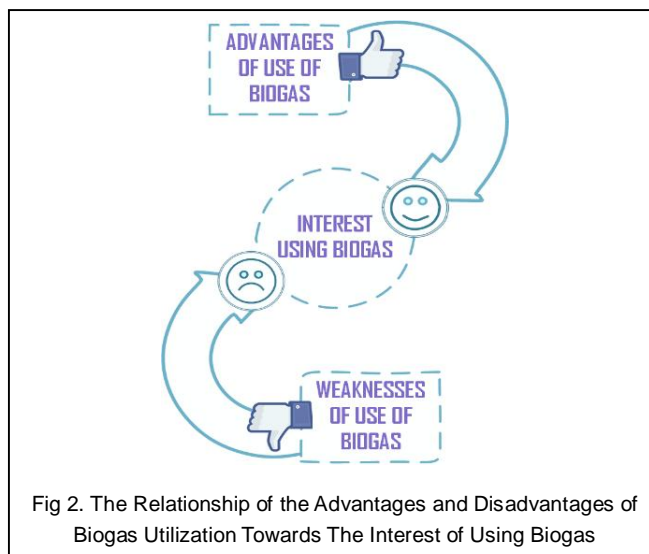 ADVANTAGES
OF USE OF
BIOGAS
INTEREST
USING BIOGAS
WEAKNESSES
OF USE OF
BIOGAS
Fig 2. The Relationship of the Advantages and Disadvantages of
Biogas Utilization Towards The Interest of Using Biogas